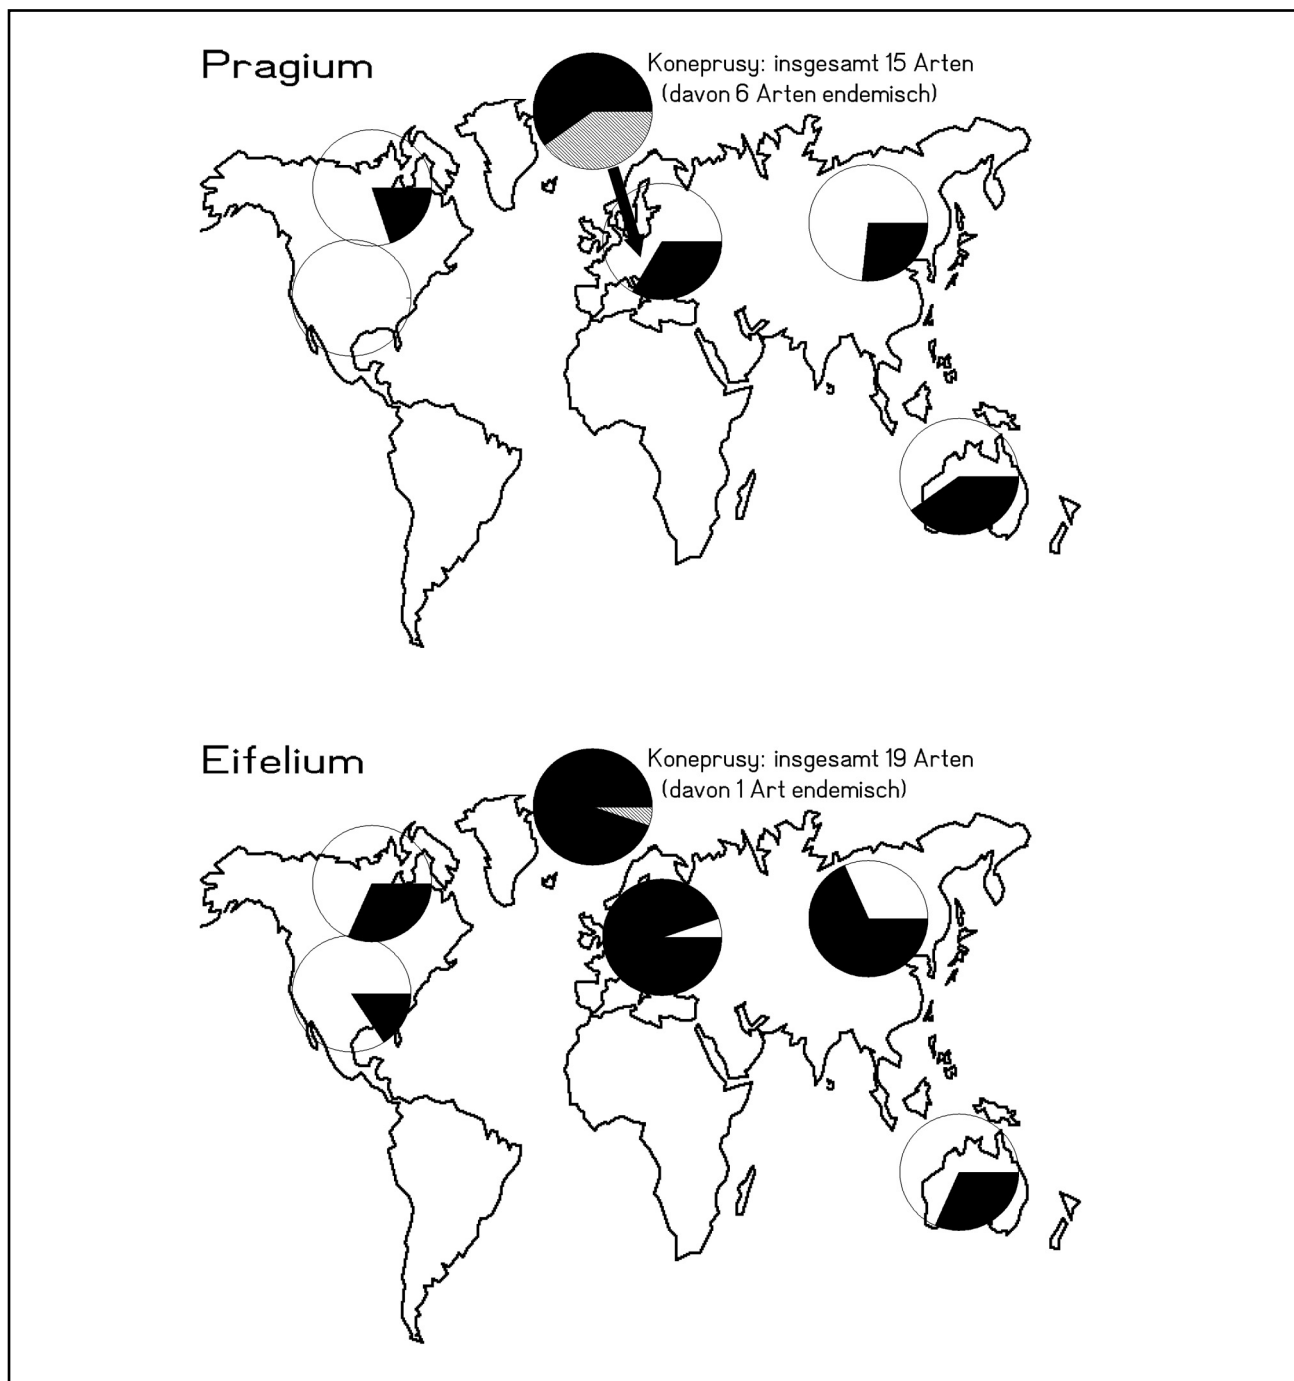 Pragium
Koneprusy: insgesamt 15 Arten
(davon 6 Arten endemisch)
Eifelium
Koneprusy: insgesamt 19 Arten
(davon 1 Art endemisch)